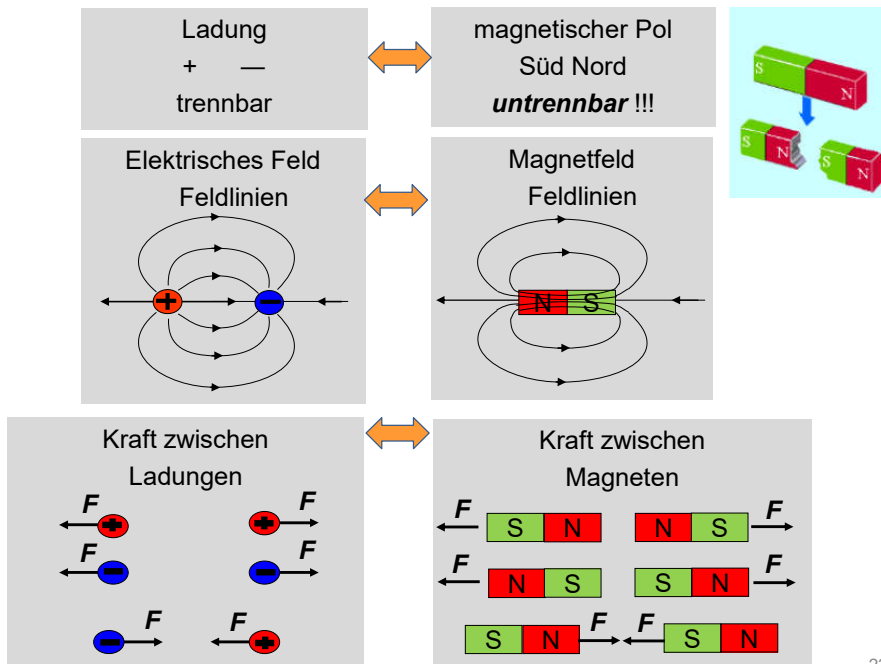 Ladung
+ —
trennbar
magnetischer Pol
Süd Nord
untrennbar !!!
S
N
S
N
S
N
Elektrisches Feld
Feldlinien
+ −
Magnetfeld
Feldlinien
N S
Kraft zwischen
Ladungen
F + + F
F − − F
− F F +
Kraft zwischen
Magneten
F S N N S F
F N S S N F
S N F F S N